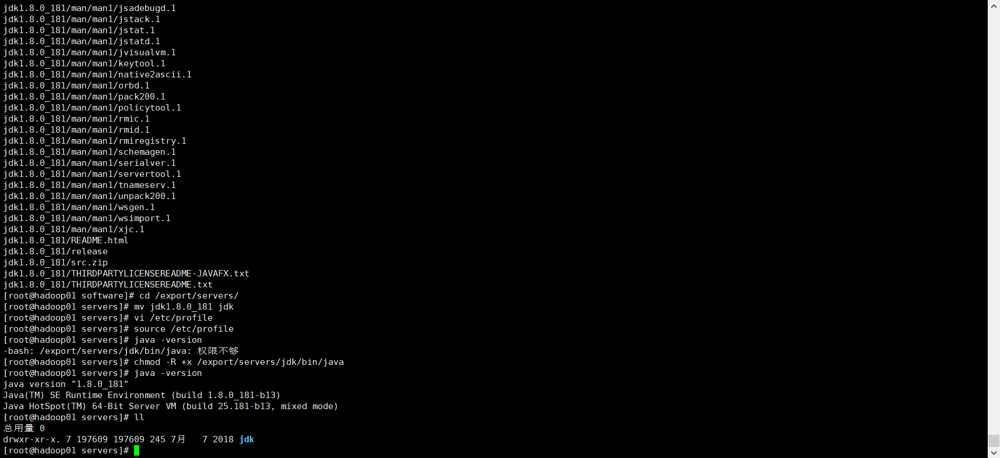 jdk1.8.0_181/man/man1/jsadebugd.1
jdk1.8.0_181/man/man1/jstack.1
jdk1.8.0_181/man/man1/jstat.1
jdk1.8.0_181/man/man1/jstatd.1
jdk1.8.0_181/man/man1/jvisualvm.1
jdk1.8.0_181/man/man1/keytool.1
jdk1.8.0_181/man/man1/native2ascii.1
jdk1.8.0_181/man/man1/orbd.1
jdk1.8.0_181/man/man1/pack200.1
jdk1.8.0_181/man/man1/policytool.1
jdk1.8.0_181/man/man1/rmic.1
jdk1.8.0_181/man/man1/rmid.1
jdk1.8.0_181/man/man1/rmiregistry.1
jdk1.8.0_181/man/man1/schemagen.1
jdk1.8.0_181/man/man1/serialver.1
jdk1.8.0_181/man/man1/servertool.1
jdk1.8.0_181/man/man1/tnameserv.1
jdk1.8.0_181/man/man1/unpack200.1
jdk1.8.0_181/man/man1/wsgen.1
jdk1.8.0_181/man/man1/wsimport.1
jdk1.8.0_181/man/man1/xjc.1
jdk1.8.0_181/README.html
jdk1.8.0_181/release
jdk1.8.0_181/src.zip
jdk1.8.0_181/THIRDPARTYLICENSEREADME-JAVAFX.txt
jdk1.8.0_181/THIRDPARTYLICENSEREADME.txt
[root@hadoop01 software]# cd /export/servers/
[root@hadoop01 servers]# mv jdk1.8.0_181 jdk
[root@hadoop01 servers]# vi /etc/profile
[root@hadoop01 servers]# source /etc/profile
[root@hadoop01 servers]# java -version
-bash: /export/servers/jdk/bin/java: 权限不够
[root@hadoop01 servers]# chmod -R +x /export/servers/jdk/bin/java
[root@hadoop01 servers]# java -version
java version "1.8.0_181"
Java(TM) SE Runtime Environment (build 1.8.0_181-b13)
Java HotSpot(TM) 64-Bit Server VM (build 25.181-b13, mixed mode)
[root@hadoop01 servers]# ll
总用量 0
drwxr-xr-x. 7 197609 197609 245 7月   7 2018 jdk
[root@hadoop01 servers]#